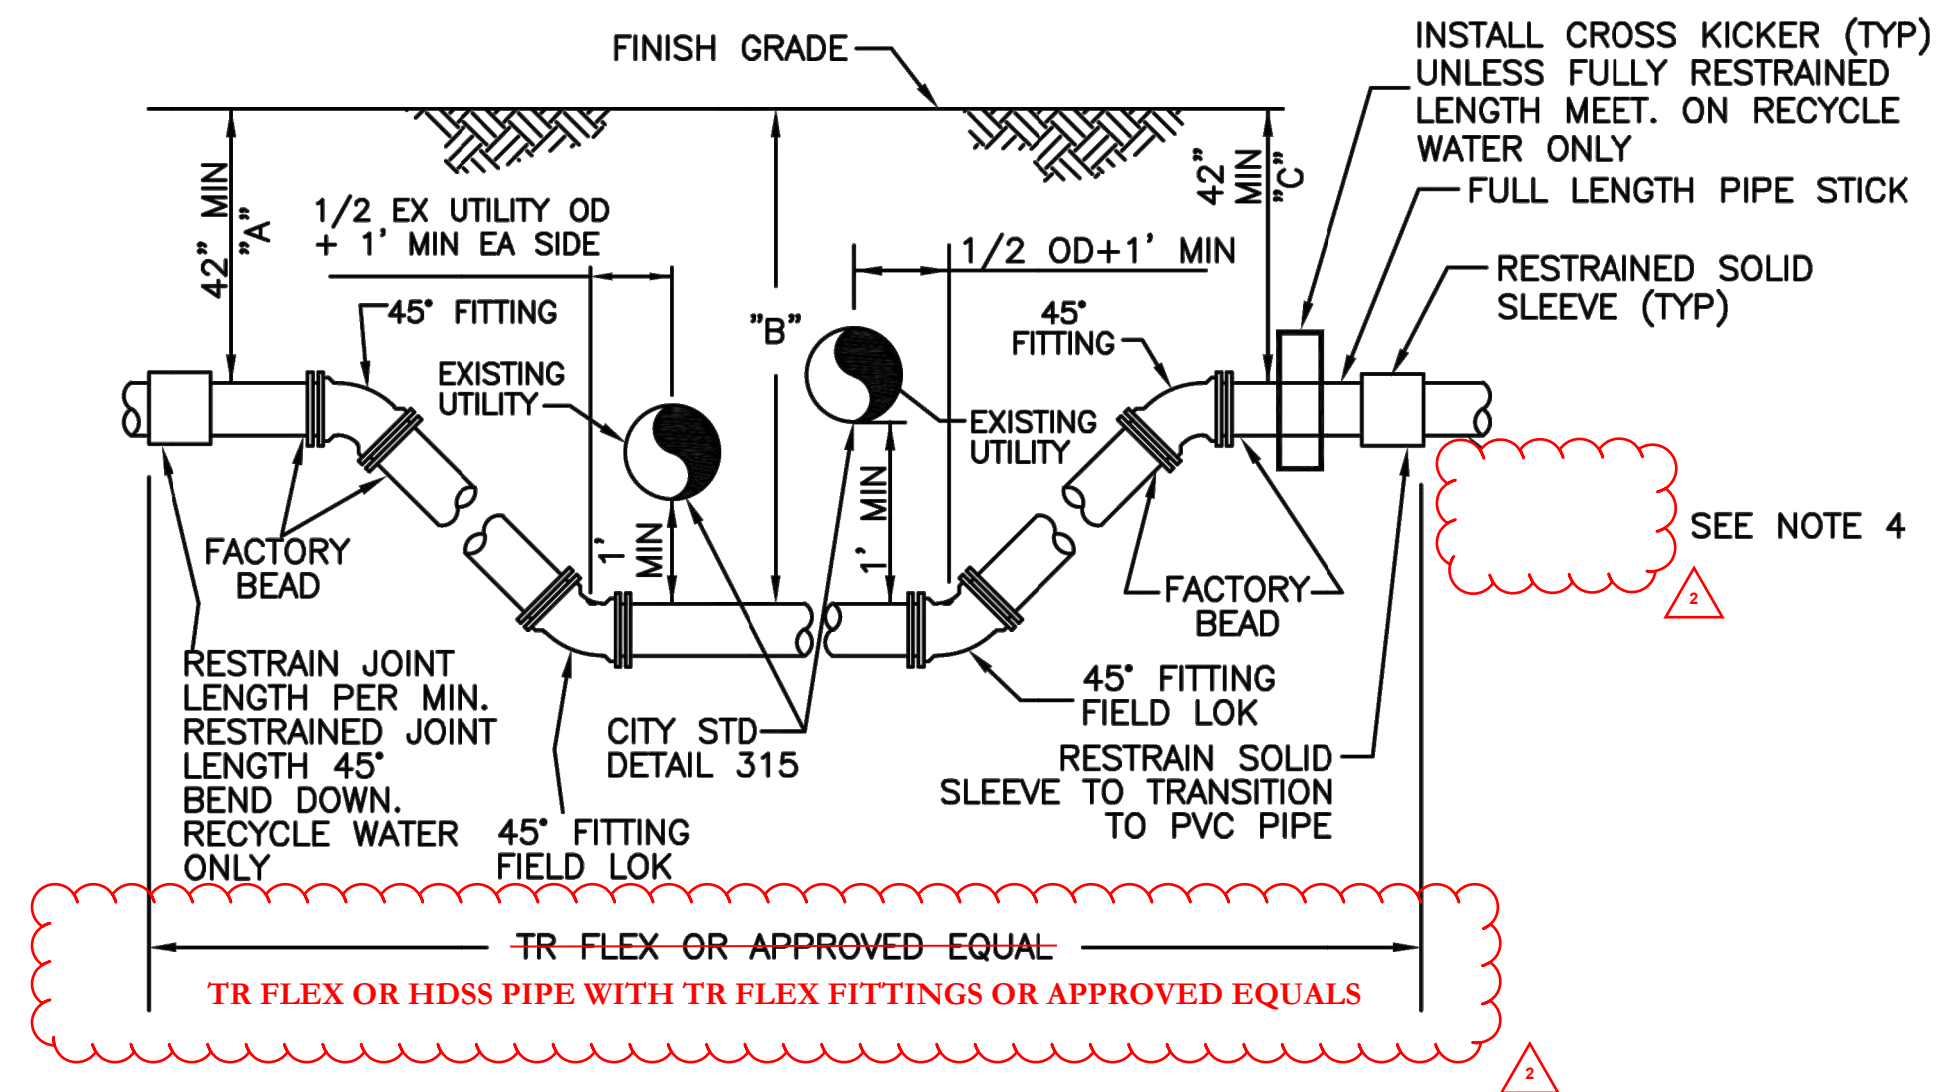 FINISH GRADE
INSTALL CROSS KICKER (TYP)
UNLESS FULLY RESTRAINED
LENGTH MEET. ON RECYCLE
WATER ONLY
FULL LENGTH PIPE STICK
RESTRAINED SOLID
SLEEVE (TYP)
42" MIN
"A"
1/2 EX UTILITY OD
+ 1' MIN EA SIDE
45° FITTING
EXISTING
UTILITY
"B"
1/2 OD+1' MIN
42"
MIN
"C"
45°
FITTING
EXISTING
UTILITY
1'
MIN
1' MIN
FACTORY
BEAD
FACTORY
BEAD
SEE NOTE 4
2
RESTRAIN JOINT
LENGTH PER MIN.
RESTRAINED JOINT
LENGTH 45°
BEND DOWN.
RECYCLE WATER
ONLY
45° FITTING
FIELD LOK
CITY STD
DETAIL 315
45° FITTING
FIELD LOK
RESTRAIN SOLID
SLEEVE TO TRANSITION
TO PVC PIPE
TR FLEX OR APPROVED EQUAL
TR FLEX OR HDSS PIPE WITH TR FLEX FITTINGS OR APPROVED EQUALS
2